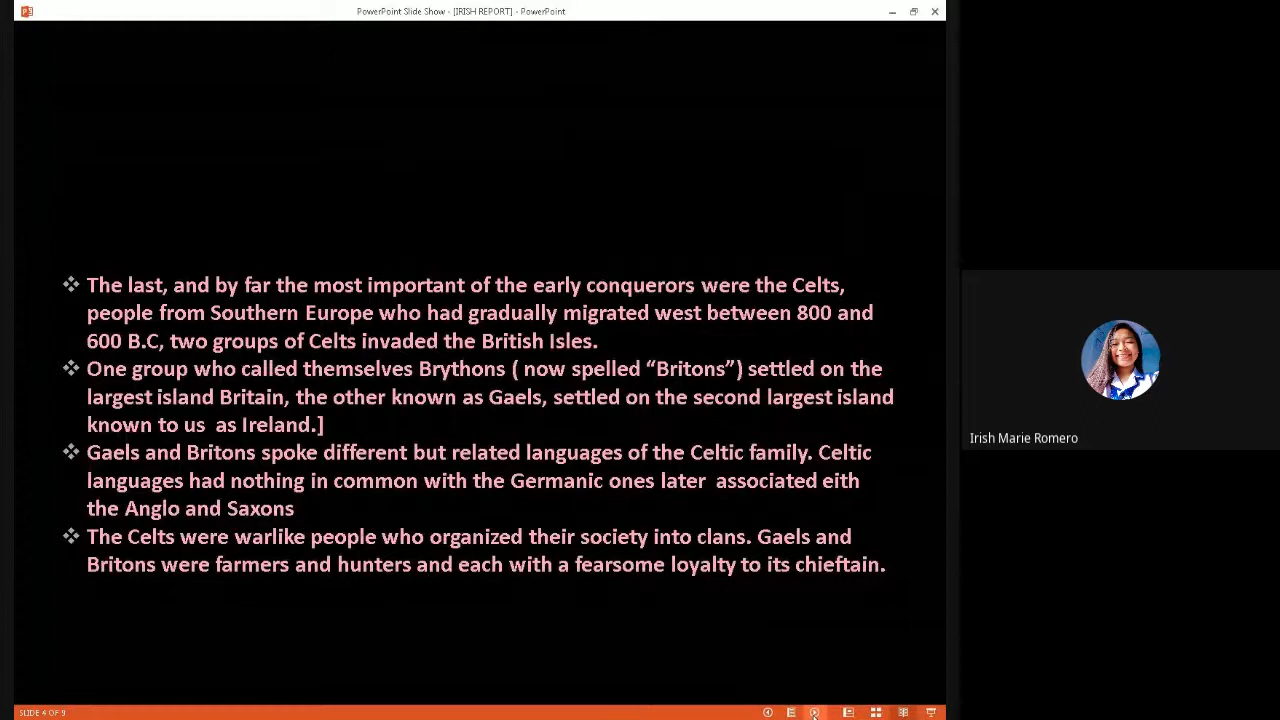 PowerPoint Slide Show - [IRISH REPORT] - PowerPoint
❖ The last, and by far the most important of the early conquerors were the Celts,
people from Southern Europe who had gradually migrated west between 800 and
600 B.C, two groups of Celts invaded the British Isles.
❖ One group who called themselves Brythons ( now spelled “Britons”) settled on the
largest island Britain, the other known as Gaels, settled on the second largest island
known to us as Ireland.]
❖ Gaels and Britons spoke different but related languages of the Celtic family. Celtic
languages had nothing in common with the Germanic ones later associated eith
the Anglo and Saxons
❖ The Celts were warlike people who organized their society into clans. Gaels and
Britons were farmers and hunters and each with a fearsome loyalty to its chieftain.
Irish Marie Romero
SLIDE 4 OF 9